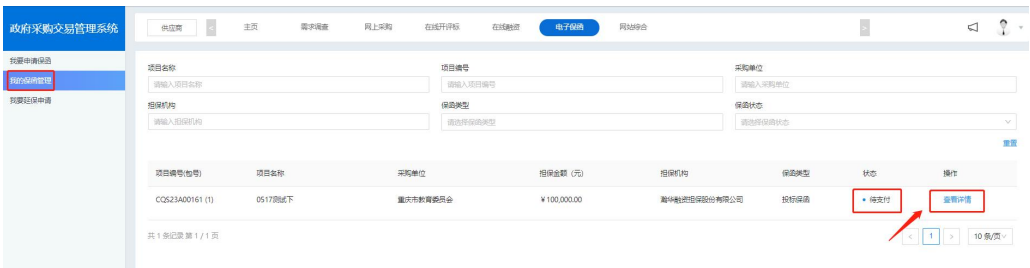 政府采购交易管理系统
供应商 < 主页 需求调查 网上采购 在线开评标 在线融资 电子保函 网站综合 >
我要申请保函
我的保函管理
我要延保申请
项目名称 项目编号 采购单位
请输入项目名称 请输入项目编号 请输入采购单位
担保机构 保函类型 保函状态
请输入担保机构 请选择保函类型 请选择保函状态
重置
项目编号(包号) 项目名称 采购单位 担保金额（元） 担保机构 保函类型 状态 操作
CQS23A00161 (1) 0517测试下 重庆市教育委员会 ¥100,000.00 瀚华融资担保股份有限公司 投标保函 待支付 查看详情
共 1 条记录 第 1 / 1 页 < 1 > 10 条/页